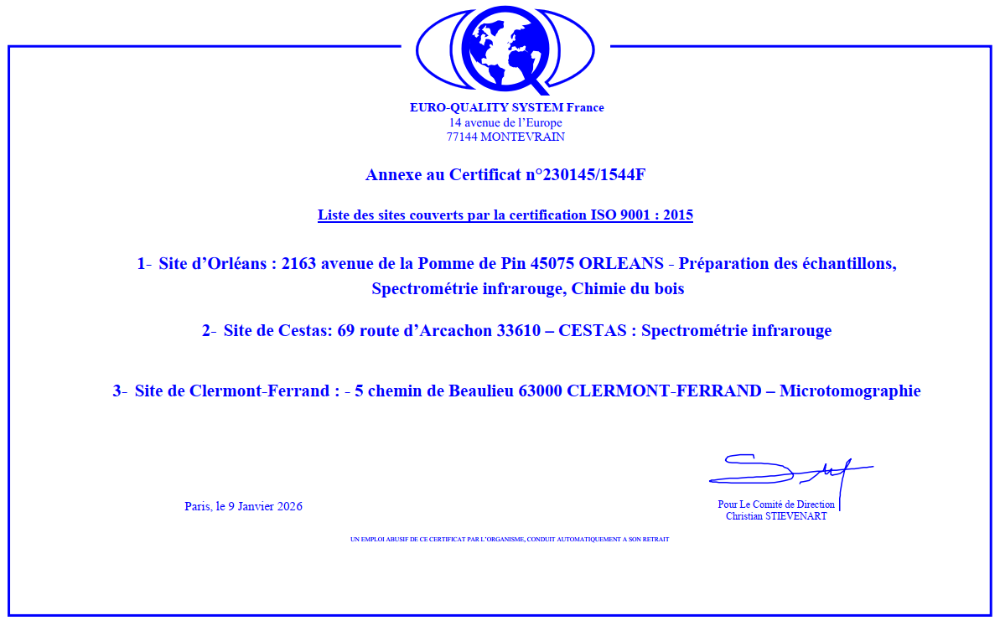 EURO-QUALITY SYSTEM France
14 avenue de l’Europe
77144 MONTEVRAIN
Annexe au Certificat n°230145/1544F
Liste des sites couverts par la certification ISO 9001 : 2015
1- Site d’Orléans : 2163 avenue de la Pomme de Pin 45075 ORLEANS - Préparation des échantillons,
Spectrométrie infrarouge, Chimie du bois
2- Site de Cestas: 69 route d’Arcachon 33610 – CESTAS : Spectrométrie infrarouge
3- Site de Clermont-Ferrand : - 5 chemin de Beaulieu 63000 CLERMONT-FERRAND – Microtomographie
Paris, le 9 Janvier 2026
Pour Le Comité de Direction
Christian STIEVENART
UN EMPLOI ABUSIF DE CE CERTIFICAT PAR L’ORGANISME, CONDUIT AUTOMATIQUEMENT A SON RETRAIT